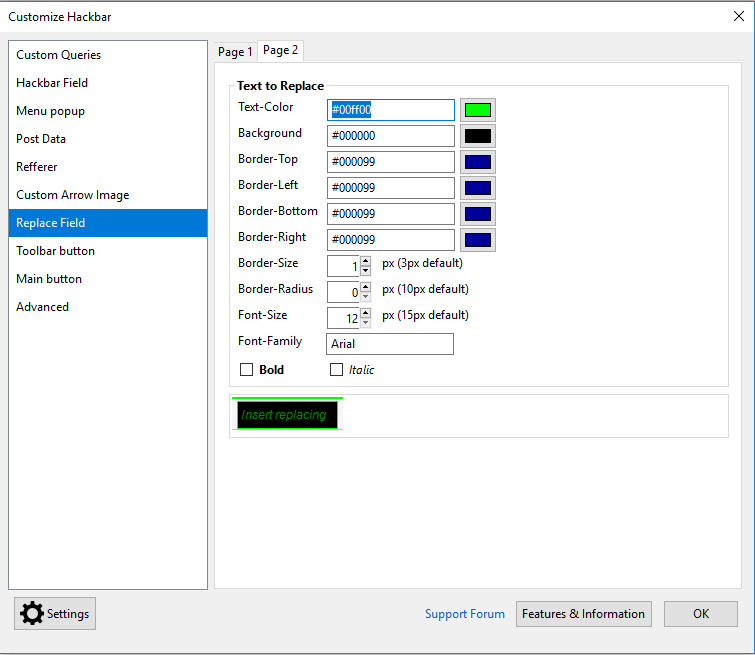 Customize Hackbar
Custom Queries
Hackbar Field
Menu popup
Post Data
Refferer
Custom Arrow Image
Replace Field
Toolbar button
Main button
Advanced
Page 1 Page 2
Text to Replace
Text-Color #00ff00
Background #000000
Border-Top #000099
Border-Left #000099
Border-Bottom #000099
Border-Right #000099
Border-Size 1 px (3px default)
Border-Radius 0 px (10px default)
Font-Size 12 px (15px default)
Font-Family Arial
Bold Italic
Insert replacing
Settings Support Forum Features & Information OK